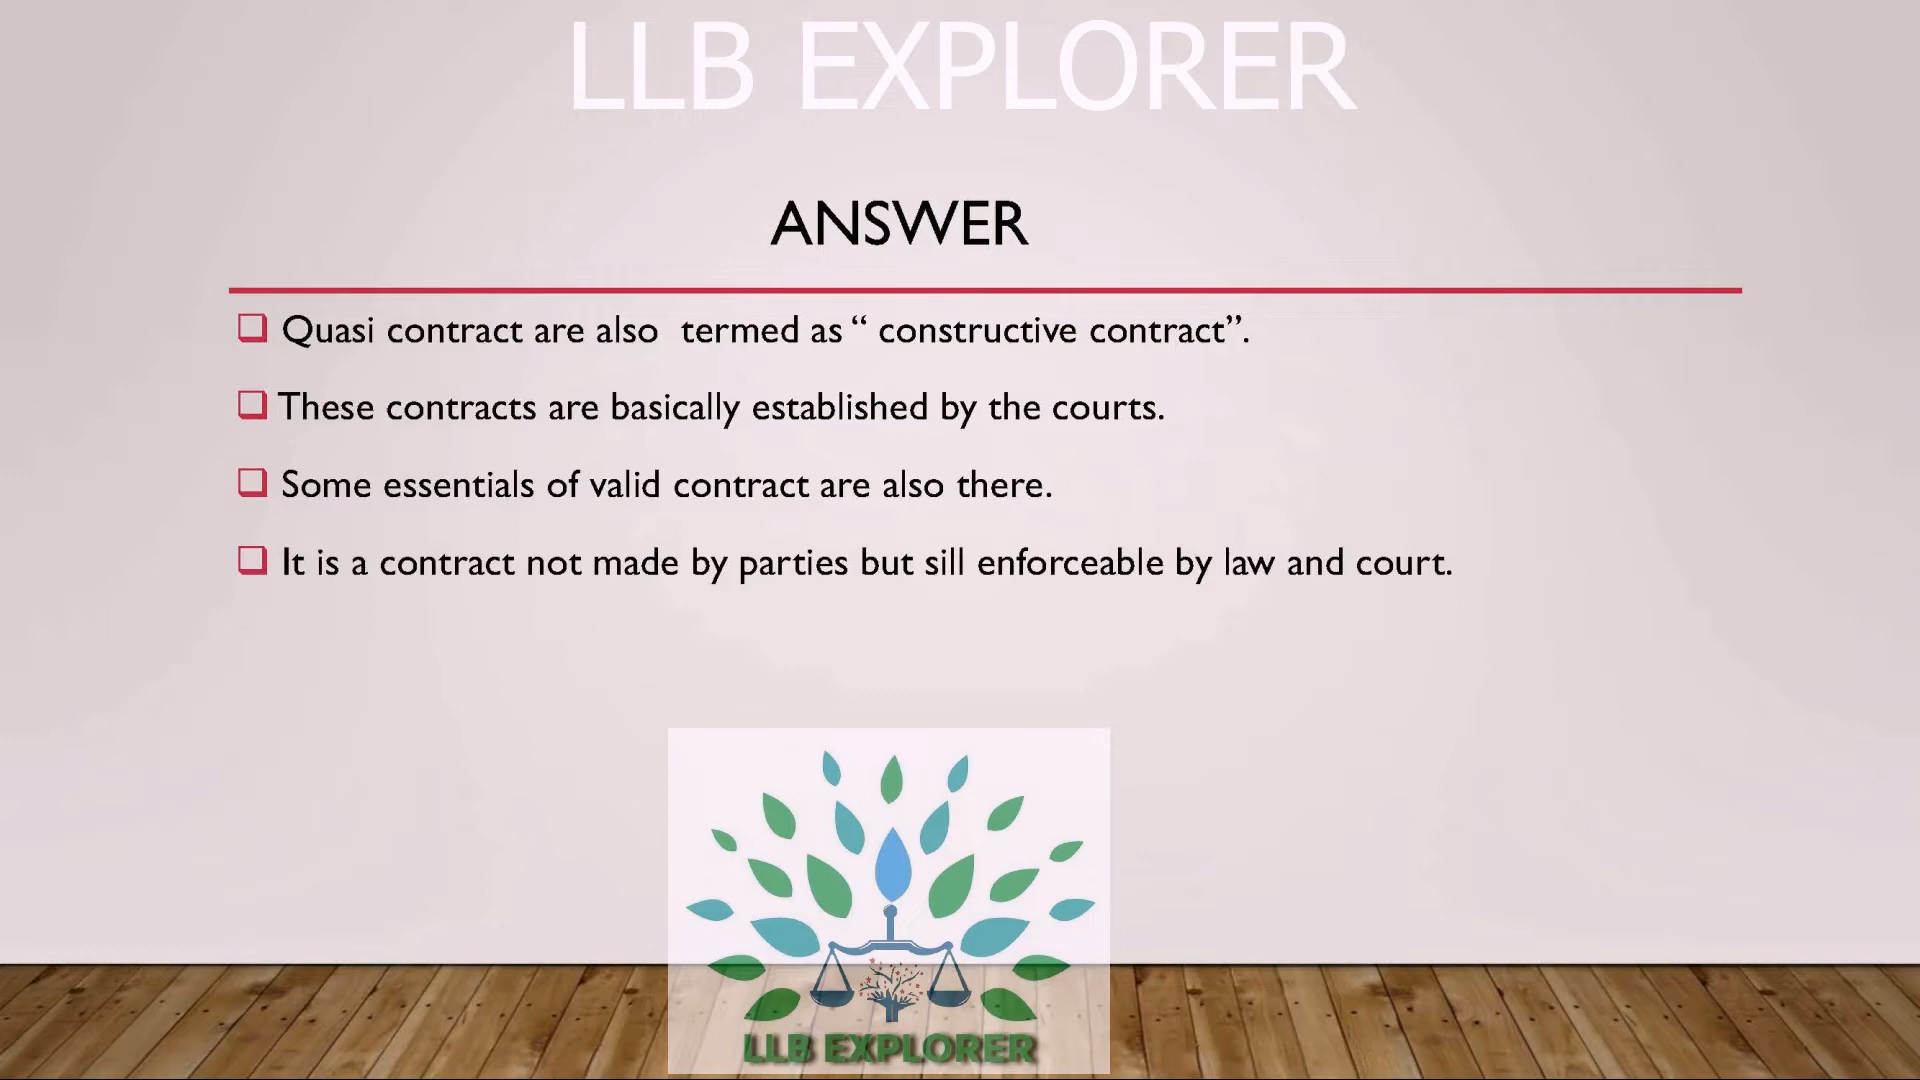 LLB EXPLORER
ANSWER
Quasi contract are also  termed as “ constructive contract”.
These contracts are basically established by the courts.
Some essentials of valid contract are also there.
It is a contract not made by parties but sill enforceable by law and court.
LLB EXPLORER